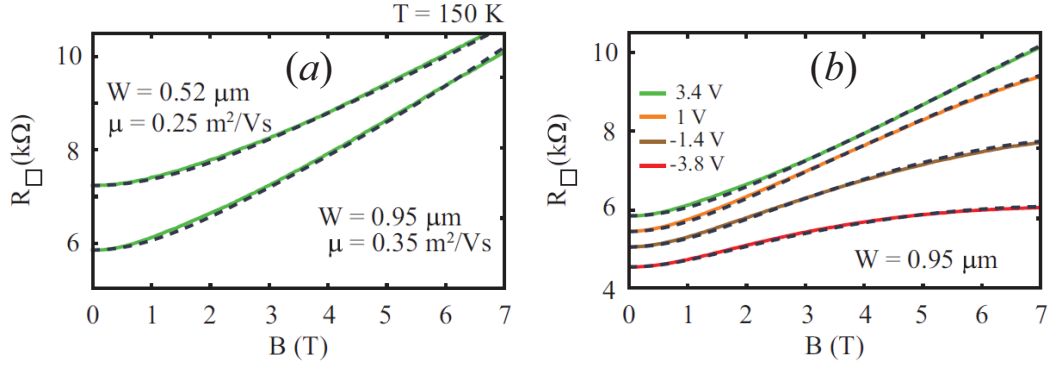 T = 150 K
(a)
W = 0.52 μm
μ = 0.25 m²/Vs
W = 0.95 μm
μ = 0.35 m²/Vs
R□(kΩ)
10
8
6
0 1 2 3 4 5 6 7
B (T)
(b)
3.4 V
1 V
-1.4 V
-3.8 V
W = 0.95 μm
R□(kΩ)
10
8
6
4
0 1 2 3 4 5 6 7
B (T)